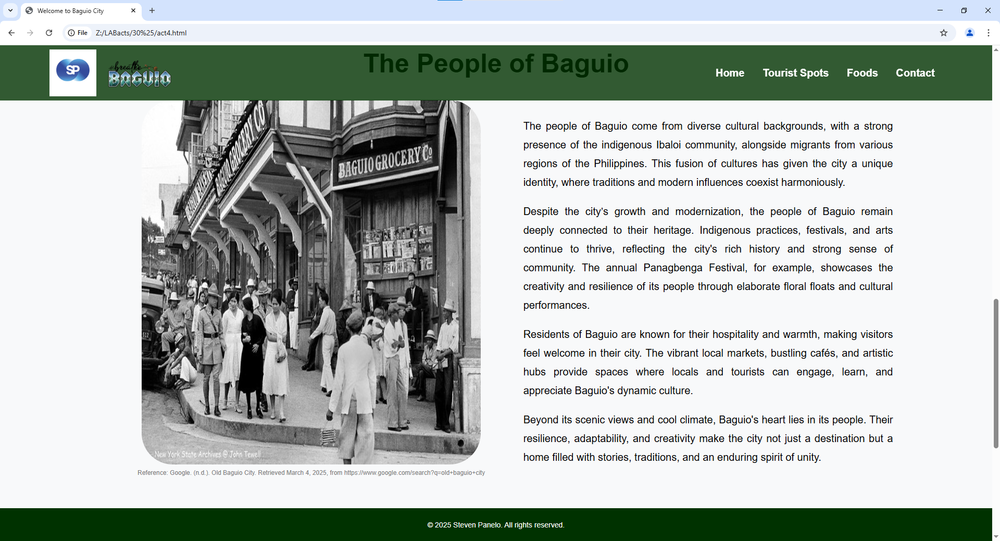 Welcome to Baguio City
File
Z:/LABacts/30%25/act4.html
SP
#breathe
BAGUIO
The People of Baguio
Home
Tourist Spots
Foods
Contact
BAGUIO GROCERY CO
BAGUIO GROCERY Co
PETROLEO
512
New York State Archives @ John Tewell
Reference: Google. (n.d.). Old Baguio City. Retrieved March 4, 2025, from https://www.google.com/search?q=old+baguio+city
The people of Baguio come from diverse cultural backgrounds, with a strong
presence of the indigenous Ibaloi community, alongside migrants from various
regions of the Philippines. This fusion of cultures has given the city a unique
identity, where traditions and modern influences coexist harmoniously.
Despite the city’s growth and modernization, the people of Baguio remain
deeply connected to their heritage. Indigenous practices, festivals, and arts
continue to thrive, reflecting the city's rich history and strong sense of
community. The annual Panagbenga Festival, for example, showcases the
creativity and resilience of its people through elaborate floral floats and cultural
performances.
Residents of Baguio are known for their hospitality and warmth, making visitors
feel welcome in their city. The vibrant local markets, bustling cafés, and artistic
hubs provide spaces where locals and tourists can engage, learn, and
appreciate Baguio's dynamic culture.
Beyond its scenic views and cool climate, Baguio's heart lies in its people. Their
resilience, adaptability, and creativity make the city not just a destination but a
home filled with stories, traditions, and an enduring spirit of unity.
© 2025 Steven Panelo. All rights reserved.